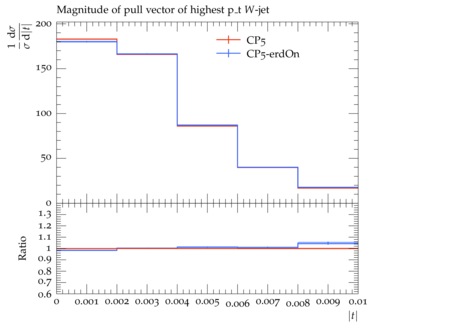 Magnitude of pull vector of highest p_t W-jet
1 dσ
σ d|t|
200
150
100
50
0
CP5
CP5-erdOn
Ratio
1.3
1.2
1.1
1
0.9
0.8
0.7
0.6
0 0.001 0.002 0.003 0.004 0.005 0.006 0.007 0.008 0.009 0.01
|t|